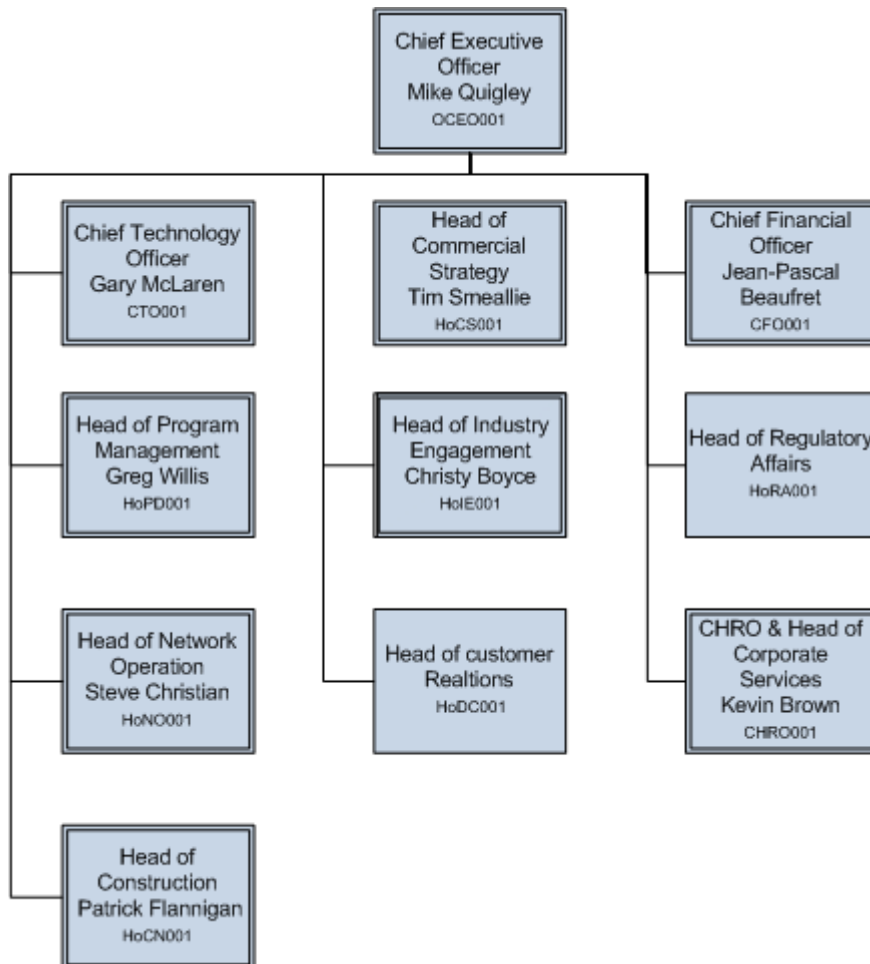 Chief Executive
Officer
Mike Quigley
OCEO001
Chief Technology
Officer
Gary McLaren
CTO001
Head of
Commercial
Strategy
Tim Smeallie
HoCS001
Chief Financial
Officer
Jean-Pascal
Beaufret
CFO001
Head of Program
Management
Greg Willis
HoPD001
Head of Industry
Engagement
Christy Boyce
HoIE001
Head of Regulatory
Affairs
HoRA001
Head of Network
Operation
Steve Christian
HoNO001
Head of customer
Realtions
HoDC001
CHRO & Head of
Corporate
Services
Kevin Brown
CHRO001
Head of
Construction
Patrick Flannigan
HoCN001